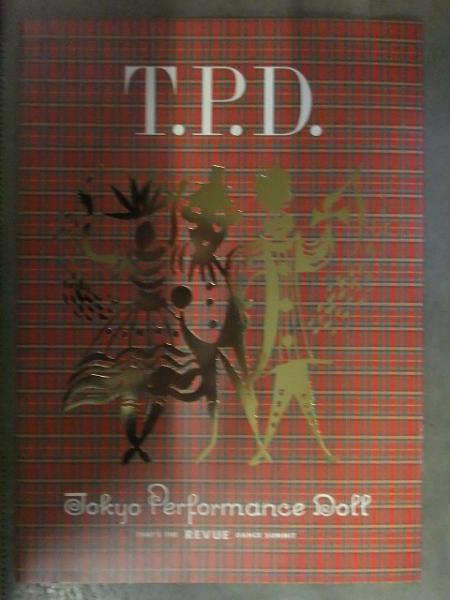 T.P.D.
Tokyo Performance Doll
THAT'S THE REVUE DANCE SUMMIT